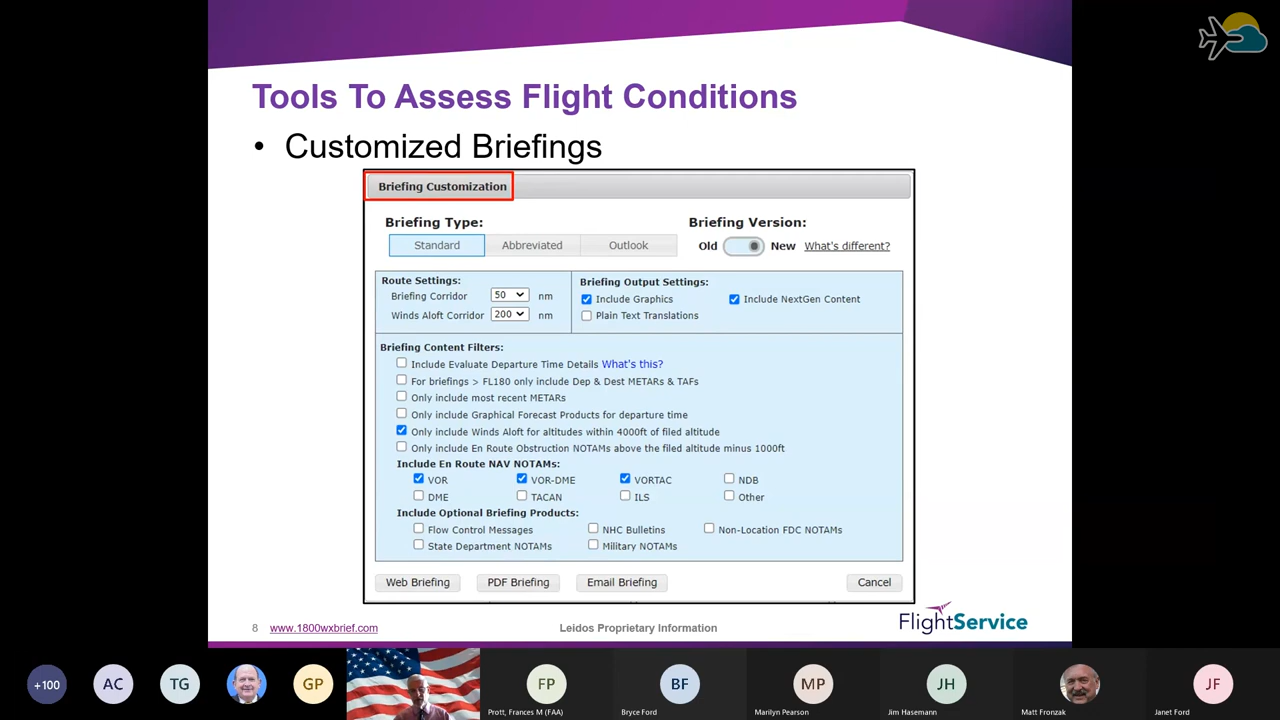 Tools To Assess Flight Conditions
• Customized Briefings
Briefing Customization
Briefing Type:
Standard Abbreviated Outlook
Briefing Version:
Old New What's different?
Route Settings:
Briefing Corridor 50 nm
Winds Aloft Corridor 200 nm
Briefing Output Settings:
Include Graphics Include NextGen Content
Plain Text Translations
Briefing Content Filters:
Include Evaluate Departure Time Details What's this?
For briefings > FL180 only include Dep & Dest METARS & TAFs
Only include most recent METARs
Only include Graphical Forecast Products for departure time
Only include Winds Aloft for altitudes within 4000ft of filed altitude
Only include En Route Obstruction NOTAMs above the filed altitude minus 1000ft
Include En Route NAV NOTAMs:
VOR VOR-DME VORTAC NDB
DME TACAN ILS Other
Include Optional Briefing Products:
Flow Control Messages NHC Bulletins Non-Location FDC NOTAMs
State Department NOTAMs Military NOTAMs
Web Briefing PDF Briefing Email Briefing Cancel
8 www.1800wxbrief.com Leidos Proprietary Information FlightService
+100 AC TG GP FP BF MP JH JF
Prott, Frances M (FAA) Bryce Ford Marilyn Pearson Jim Hasemann Matt Fronzak Janet Ford